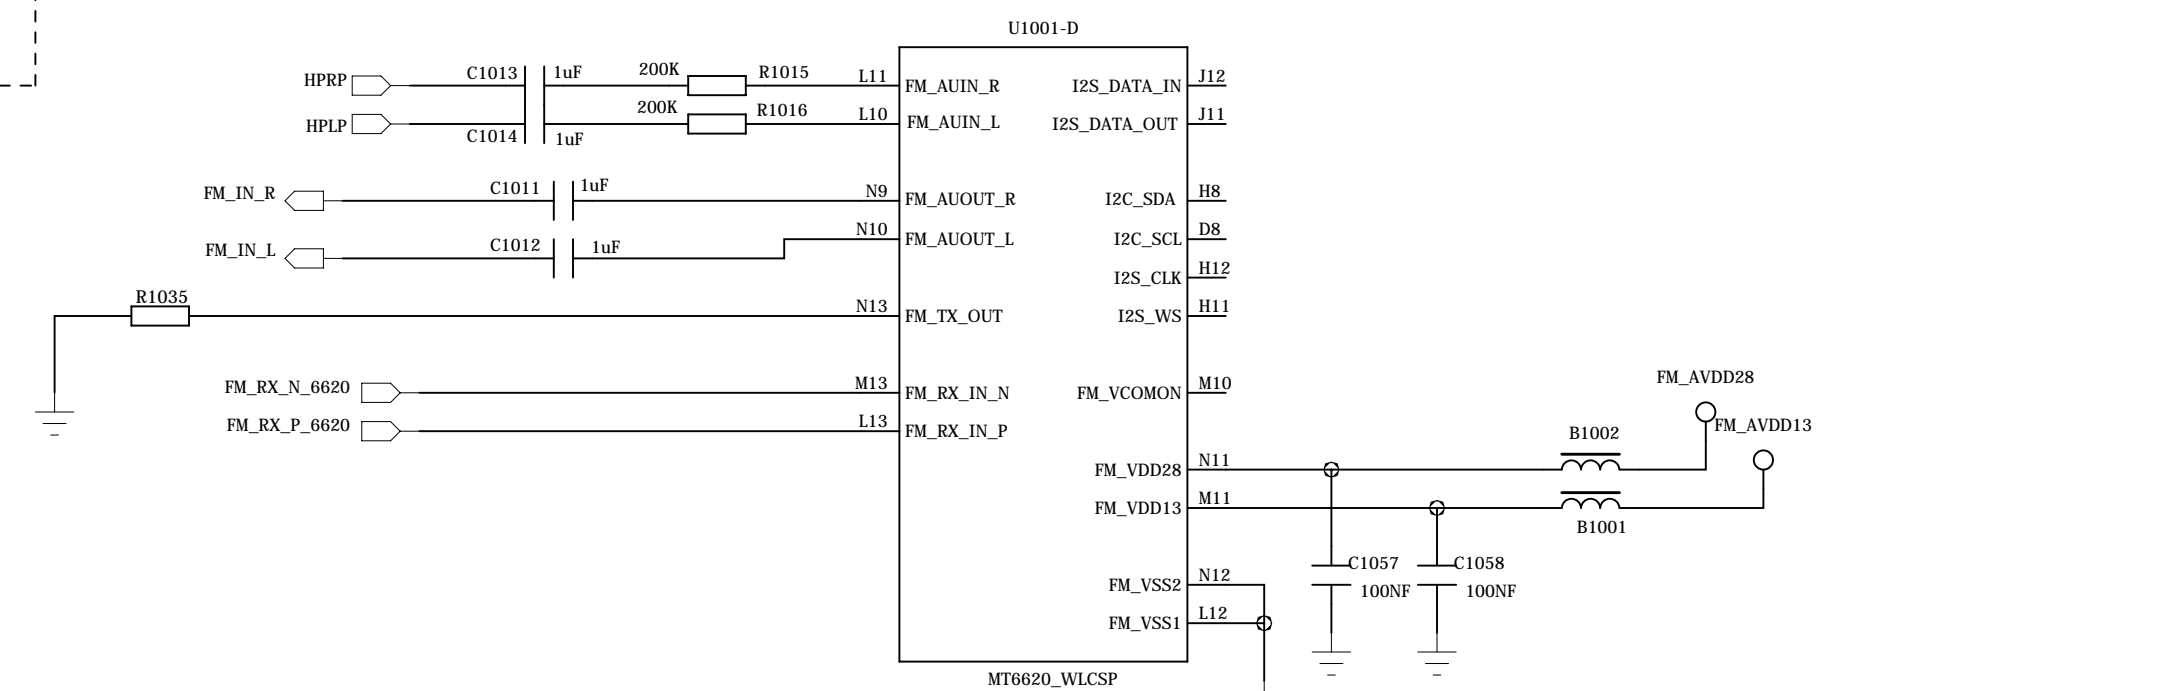 U1001-D
HPRP C1013 1uF 200K R1015 L11 FM_AUIN_R I2S_DATA_IN J12
HPLP C1014 1uF 200K R1016 L10 FM_AUIN_L I2S_DATA_OUT J11
FM_IN_R C1011 1uF N9 FM_AUOUT_R I2C_SDA H8
FM_IN_L C1012 1uF N10 FM_AUOUT_L I2C_SCL D8
I2S_CLK H12
R1035 N13 FM_TX_OUT I2S_WS H11
FM_RX_N_6620 M13 FM_RX_IN_N FM_VCOMON M10
FM_AVDD28
FM_RX_P_6620 L13 FM_RX_IN_P FM_AVDD13
FM_VDD28 N11 B1002
FM_VDD13 M11 B1001
C1057 C1058
FM_VSS2 N12 100NF 100NF
FM_VSS1 L12
MT6620_WLCSP